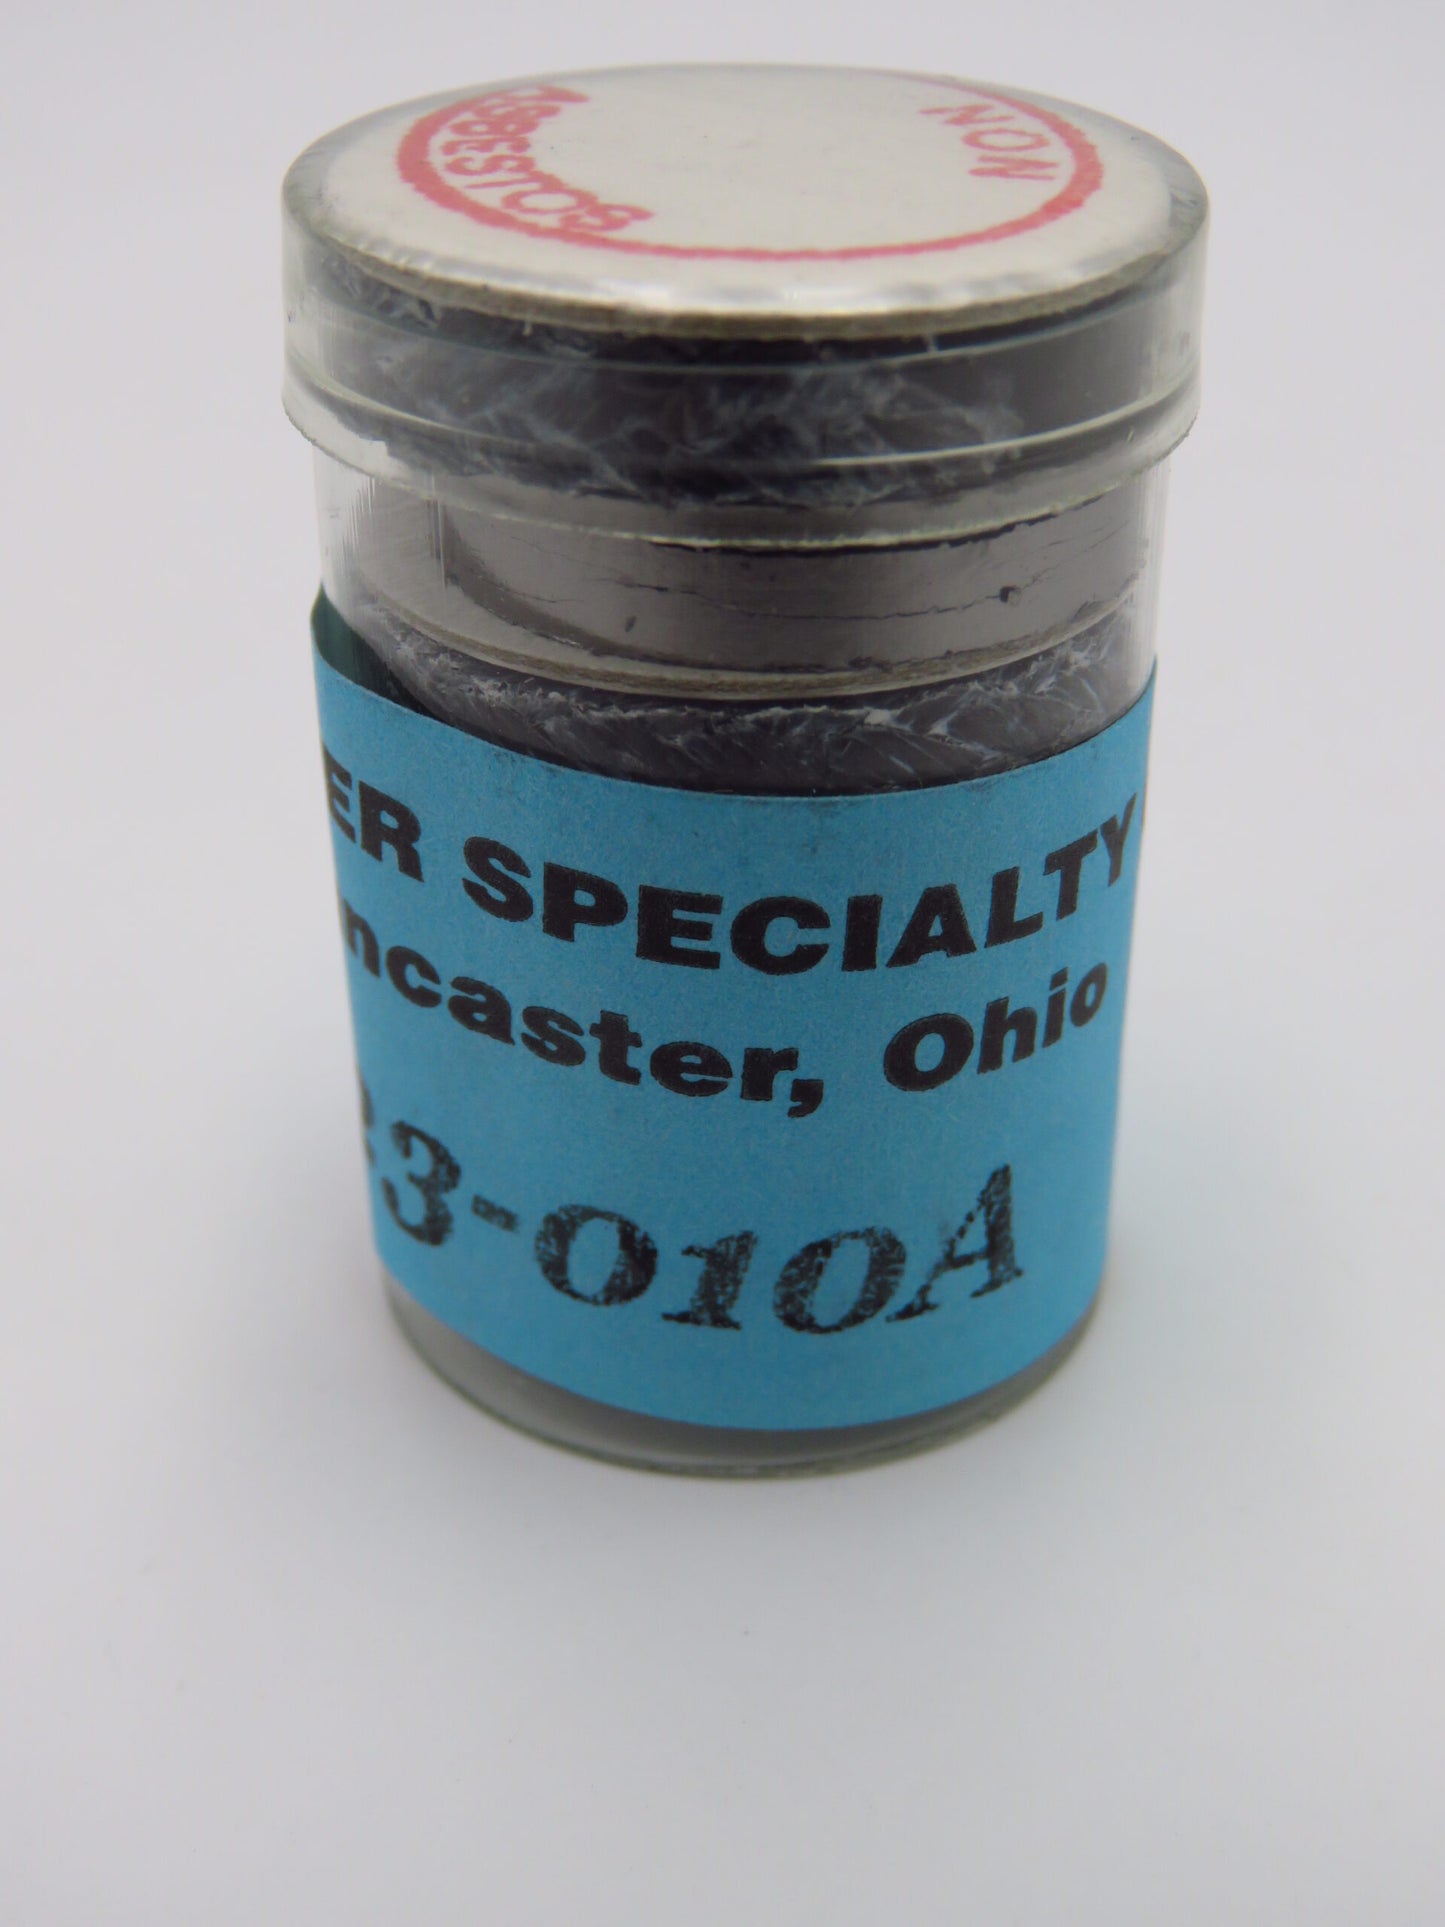 NON
ASBESTOS
ER SPECIALTY
ncaster, Ohio
3-010A